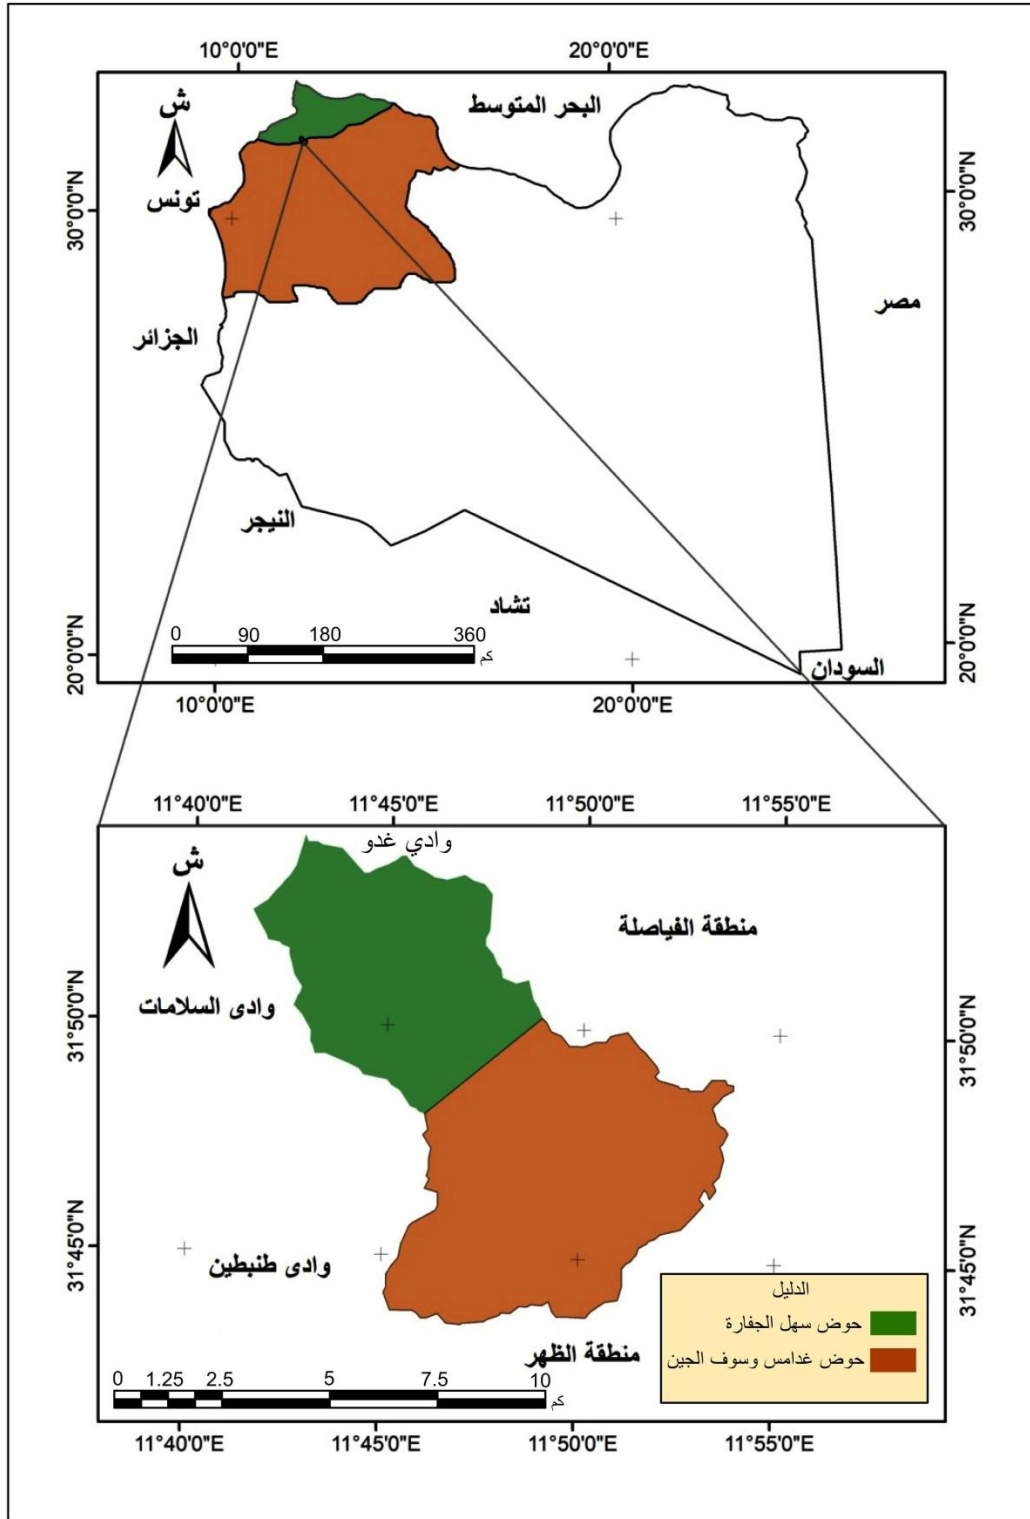 10°0'0"E 20°0'0"E
البحر المتوسط
ش
تونس
30°0'0"N
30°0'0"N
مصر
الجزائر
النيجر
تشاد
0 90 180 360
كم
السودان
20°0'0"N
20°0'0"N
10°0'0"E 20°0'0"E
11°40'0"E 11°45'0"E 11°50'0"E 11°55'0"E
وادي غدو
ش
منطقة الفياصلة
وادى السلامات
31°50'0"N
31°50'0"N
31°45'0"N
31°45'0"N
وادى طنبطين
الدليل
حوض سهل الجفارة
حوض غدامس وسوف الجين
منطقة الظهر
0 1.25 2.5 5 7.5 10
كم
11°40'0"E 11°45'0"E 11°50'0"E 11°55'0"E